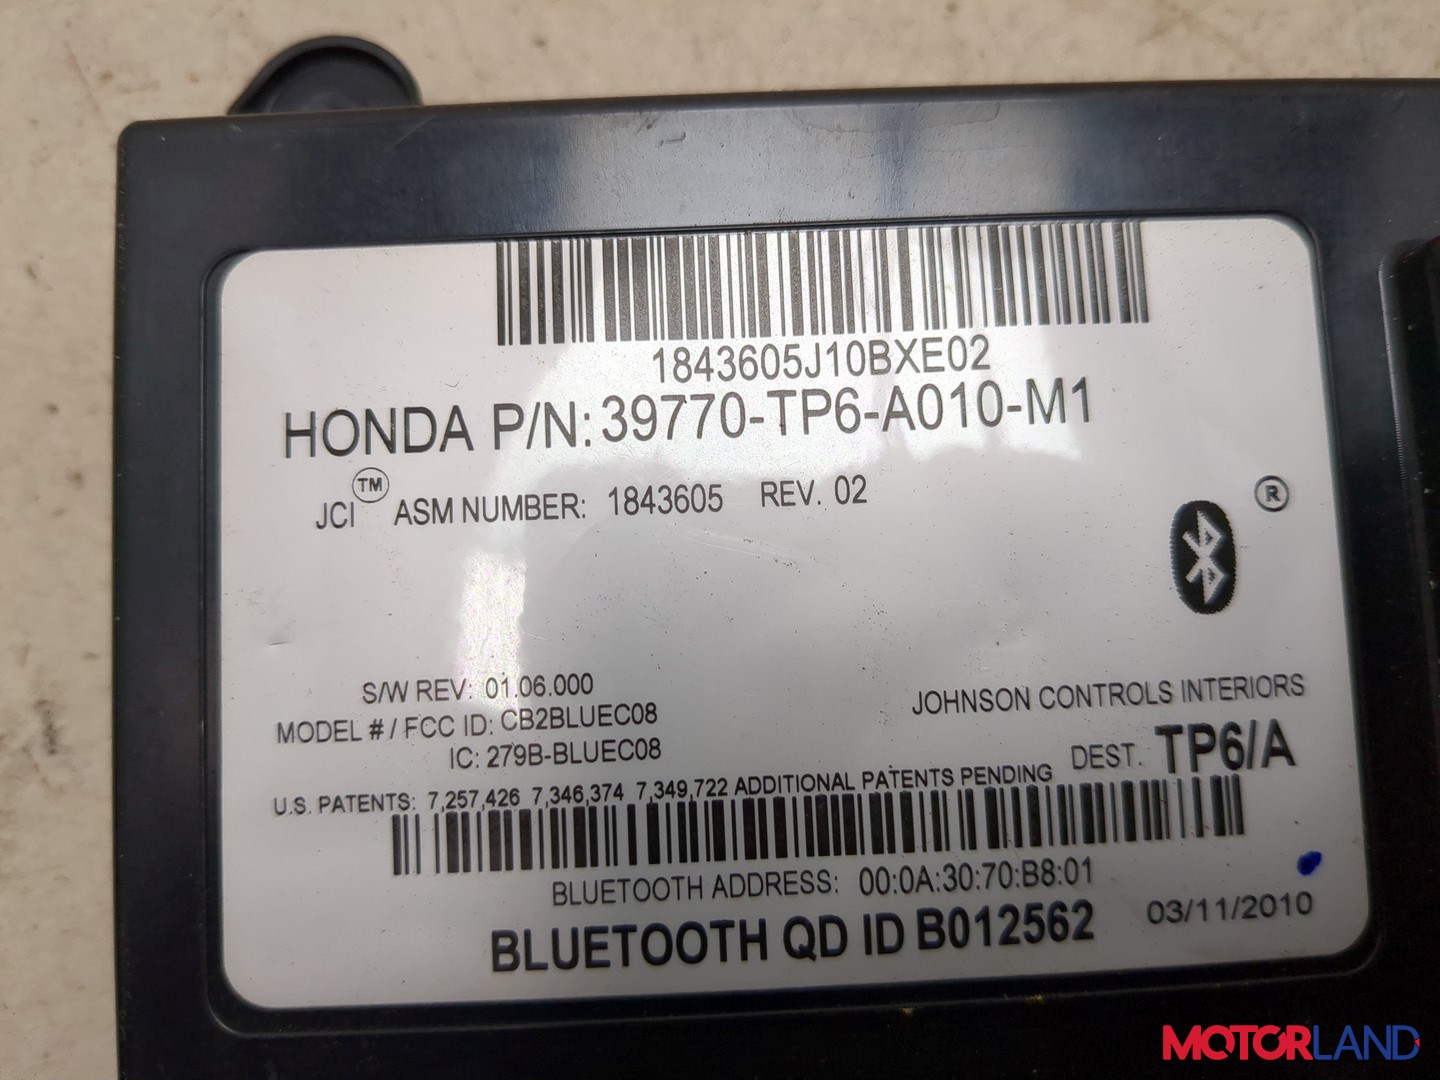 1843605J10BXE02
HONDA P/N: 39770-TP6-A010-M1
JCI™ ASM NUMBER: 1843605 REV. 02
®
S/W REV: 01.06.000
MODEL # / FCC ID: CB2BLUEC08
IC: 279B-BLUEC08
JOHNSON CONTROLS INTERIORS
DEST. TP6/A
U.S. PATENTS: 7,257,426 7,346,374 7,349,722 ADDITIONAL PATENTS PENDING
BLUETOOTH ADDRESS: 00:0A:30:70:B8:01
BLUETOOTH QD ID B012562
03/11/2010
MOTORLAND